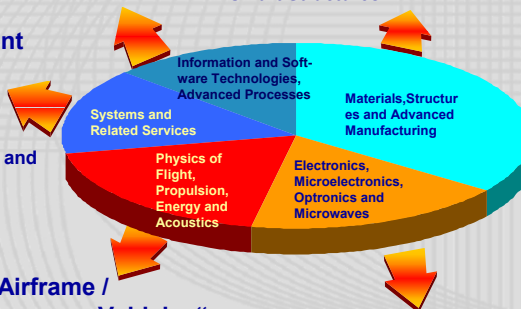 nt
Information and Soft-
ware Technologies,
Advanced Processes
Materials,Structur
es and Advanced
Manufacturing
Systems and
Related Services
and
Physics of
Flight,
Propulsion,
Energy and
Acoustics
Electronics,
Microelectronics,
Optronics and
Microwaves
Airframe /